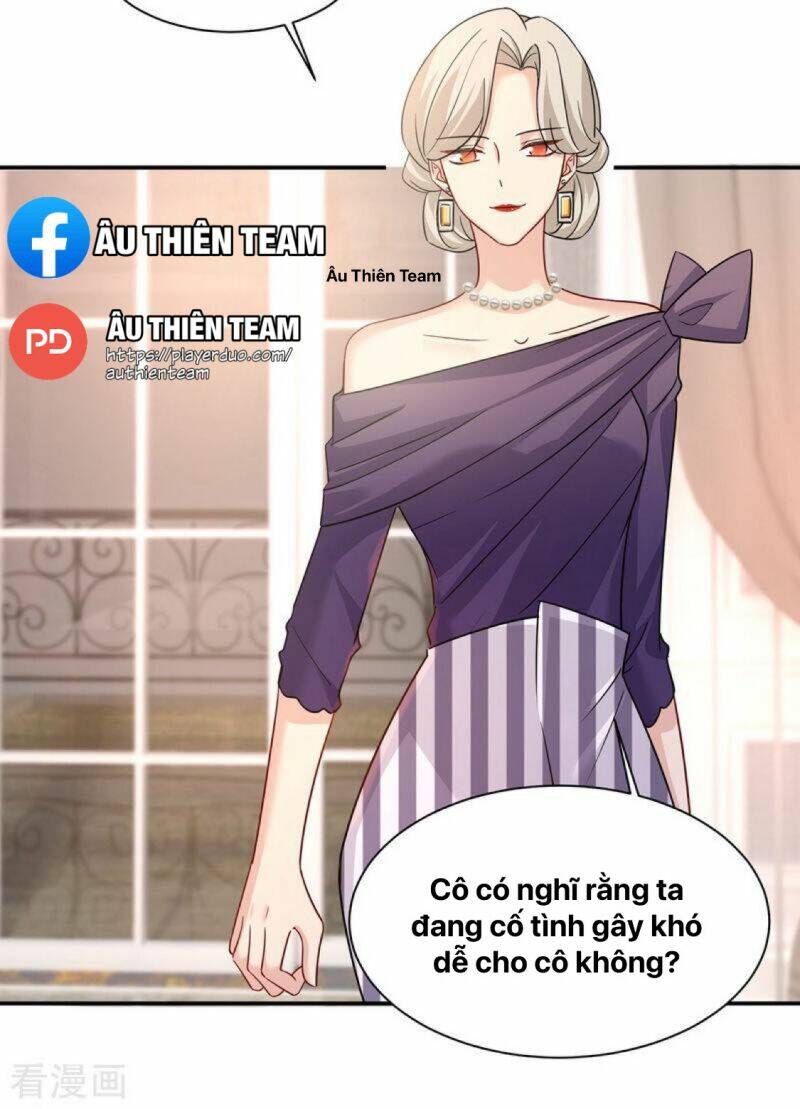 ÂU THIÊN TEAM
Âu Thiên Team
PD
ÂU THIÊN TEAM
https://playerduo.com/
authienteam
Cô có nghĩ rằng ta
đang cố tình gây khó
dễ cho cô không?
看漫画